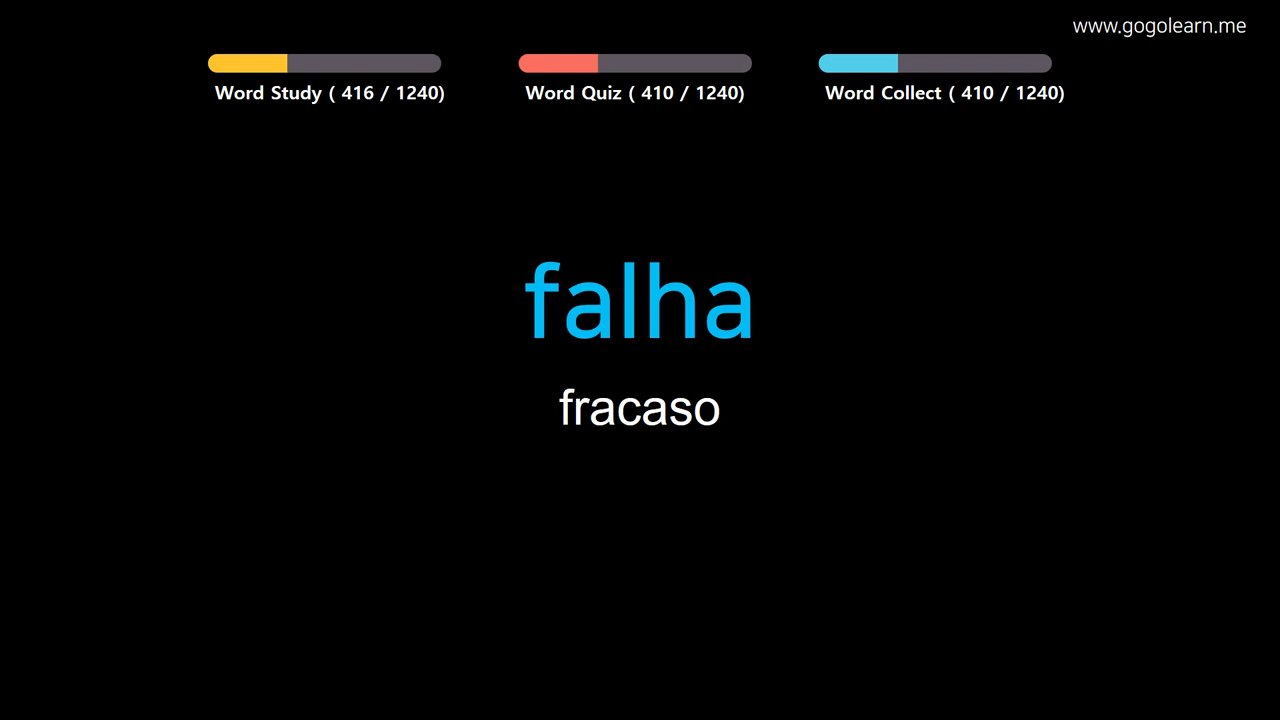 www.gogolearn.me
Word Study ( 416 / 1240)
Word Quiz ( 410 / 1240)
Word Collect ( 410 / 1240)
falha
fracaso